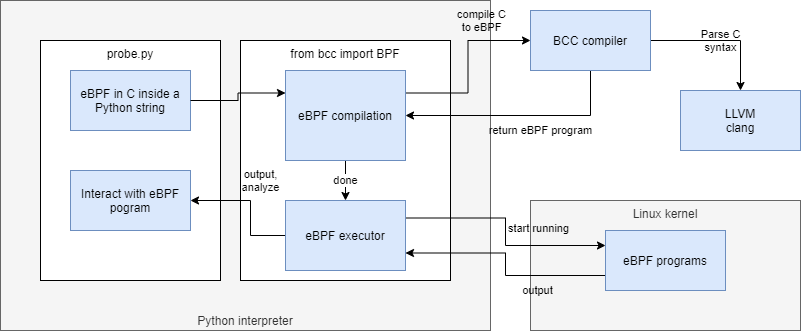 compile C
to eBPF
BCC compiler
Parse C
syntax
probe.py
from bcc import BPF
eBPF in C inside a
Python string
eBPF compilation
LLVM
clang
return eBPF program
output,
analyze
done
Interact with eBPF
pogram
eBPF executor
start running
Linux kernel
eBPF programs
output
Python interpreter